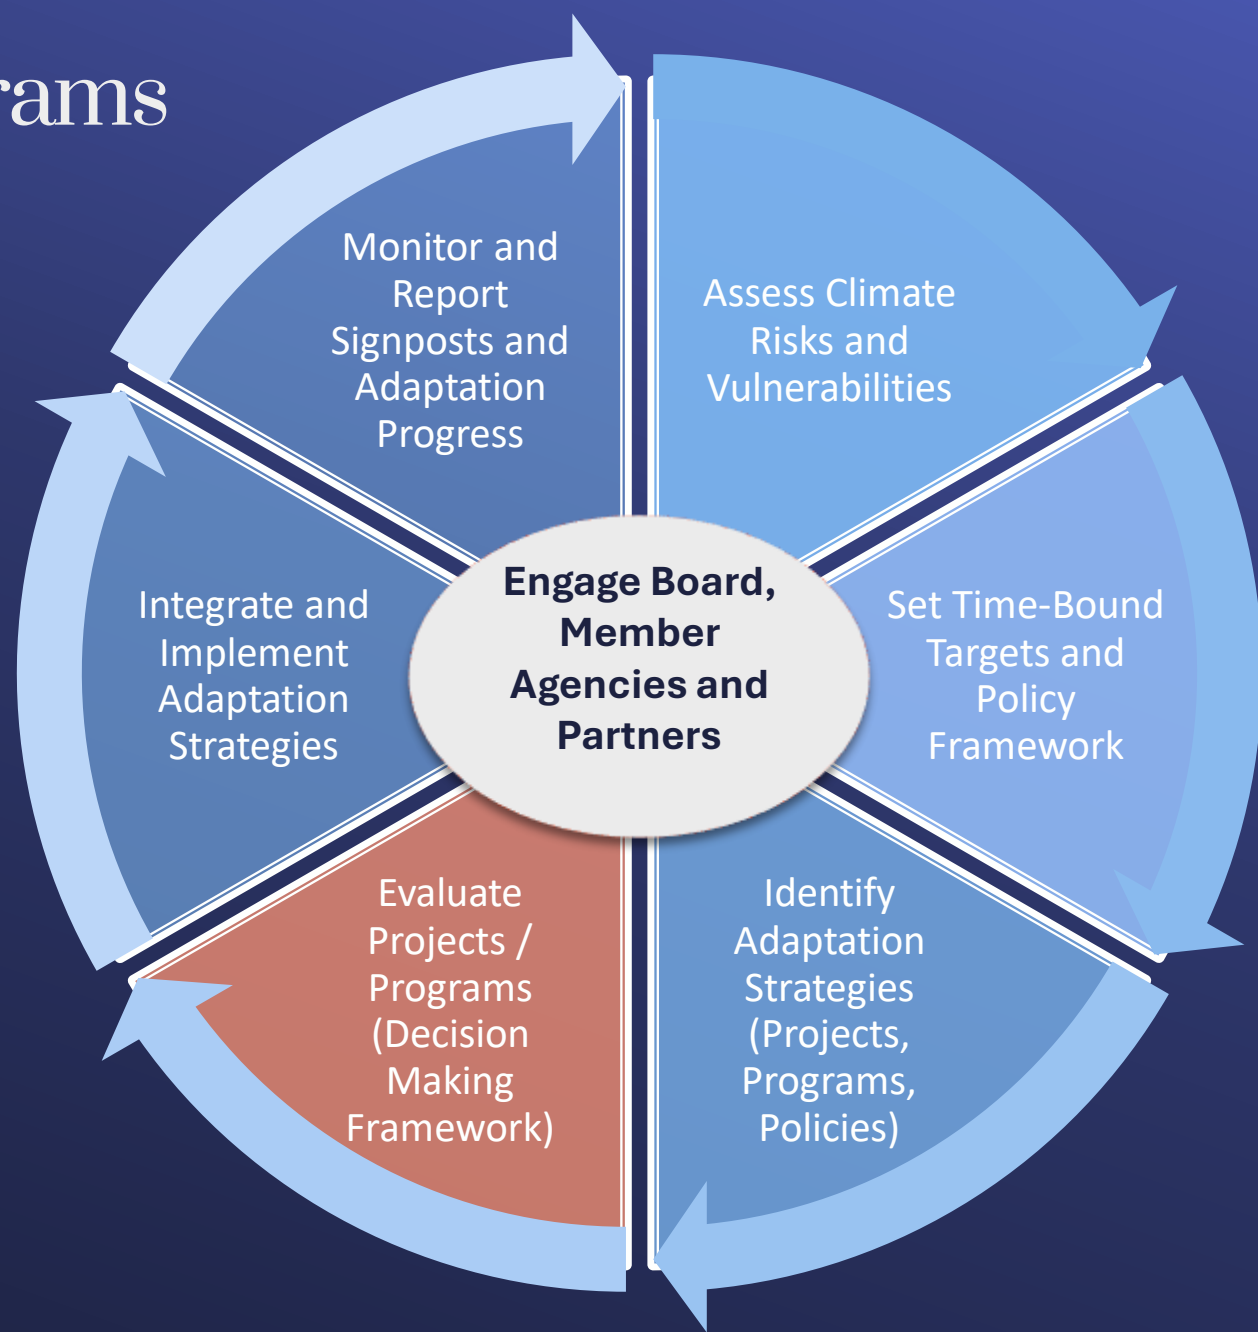 Monitor and
Report
Signposts and
Adaptation
Progress
Assess Climate
Risks and
Vulnerabilities
Engage Board,
Member
Agencies and
Partners
Set Time-Bound
Targets and
Policy
Framework
Identify
Adaptation
Strategies
(Projects,
Programs,
Policies)
Evaluate
Projects /
Programs
(Decision
Making
Framework)
Integrate and
Implement
Adaptation
Strategies